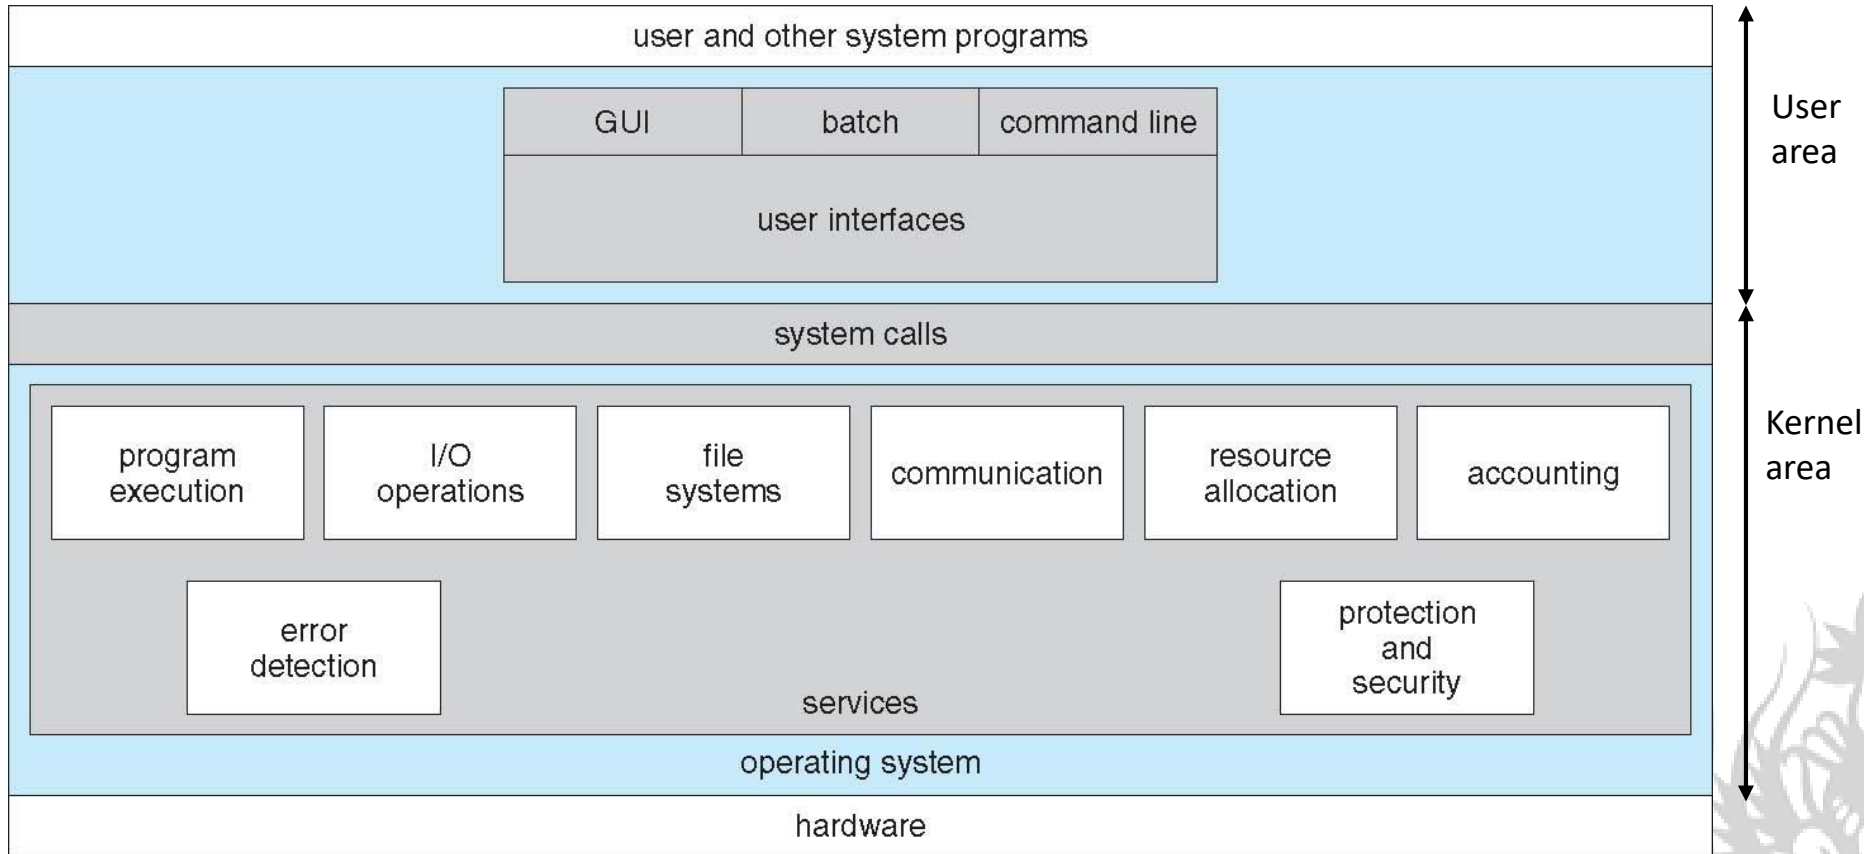 user and other system programs
GUI
batch
command line
user interfaces
User
area
system calls
program
execution
I/O
operations
file
systems
communication
resource
allocation
accounting
Kernel
area
error
detection
protection
and
security
services
operating system
hardware